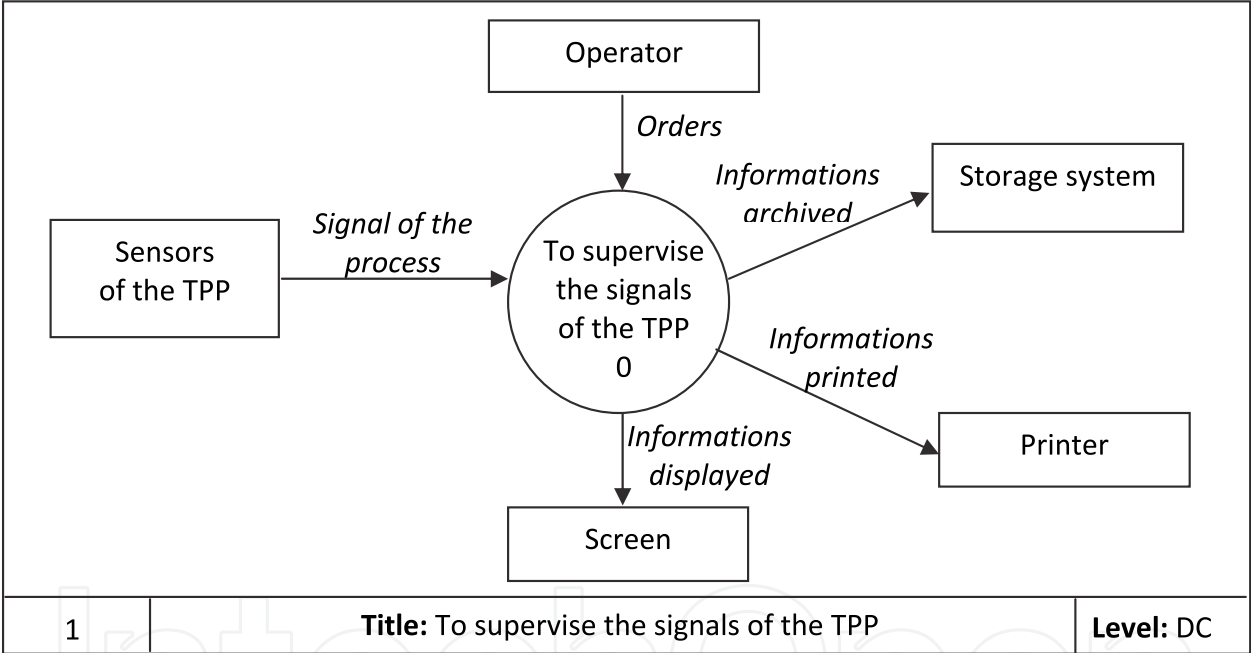 Operator
Orders
Informations
archived
Storage system
Signal of the
process
Sensors
of the TPP
To supervise
the signals
of the TPP
0
Informations
printed
Printer
Informations
displayed
Screen
1
Title: To supervise the signals of the TPP
Level: DC